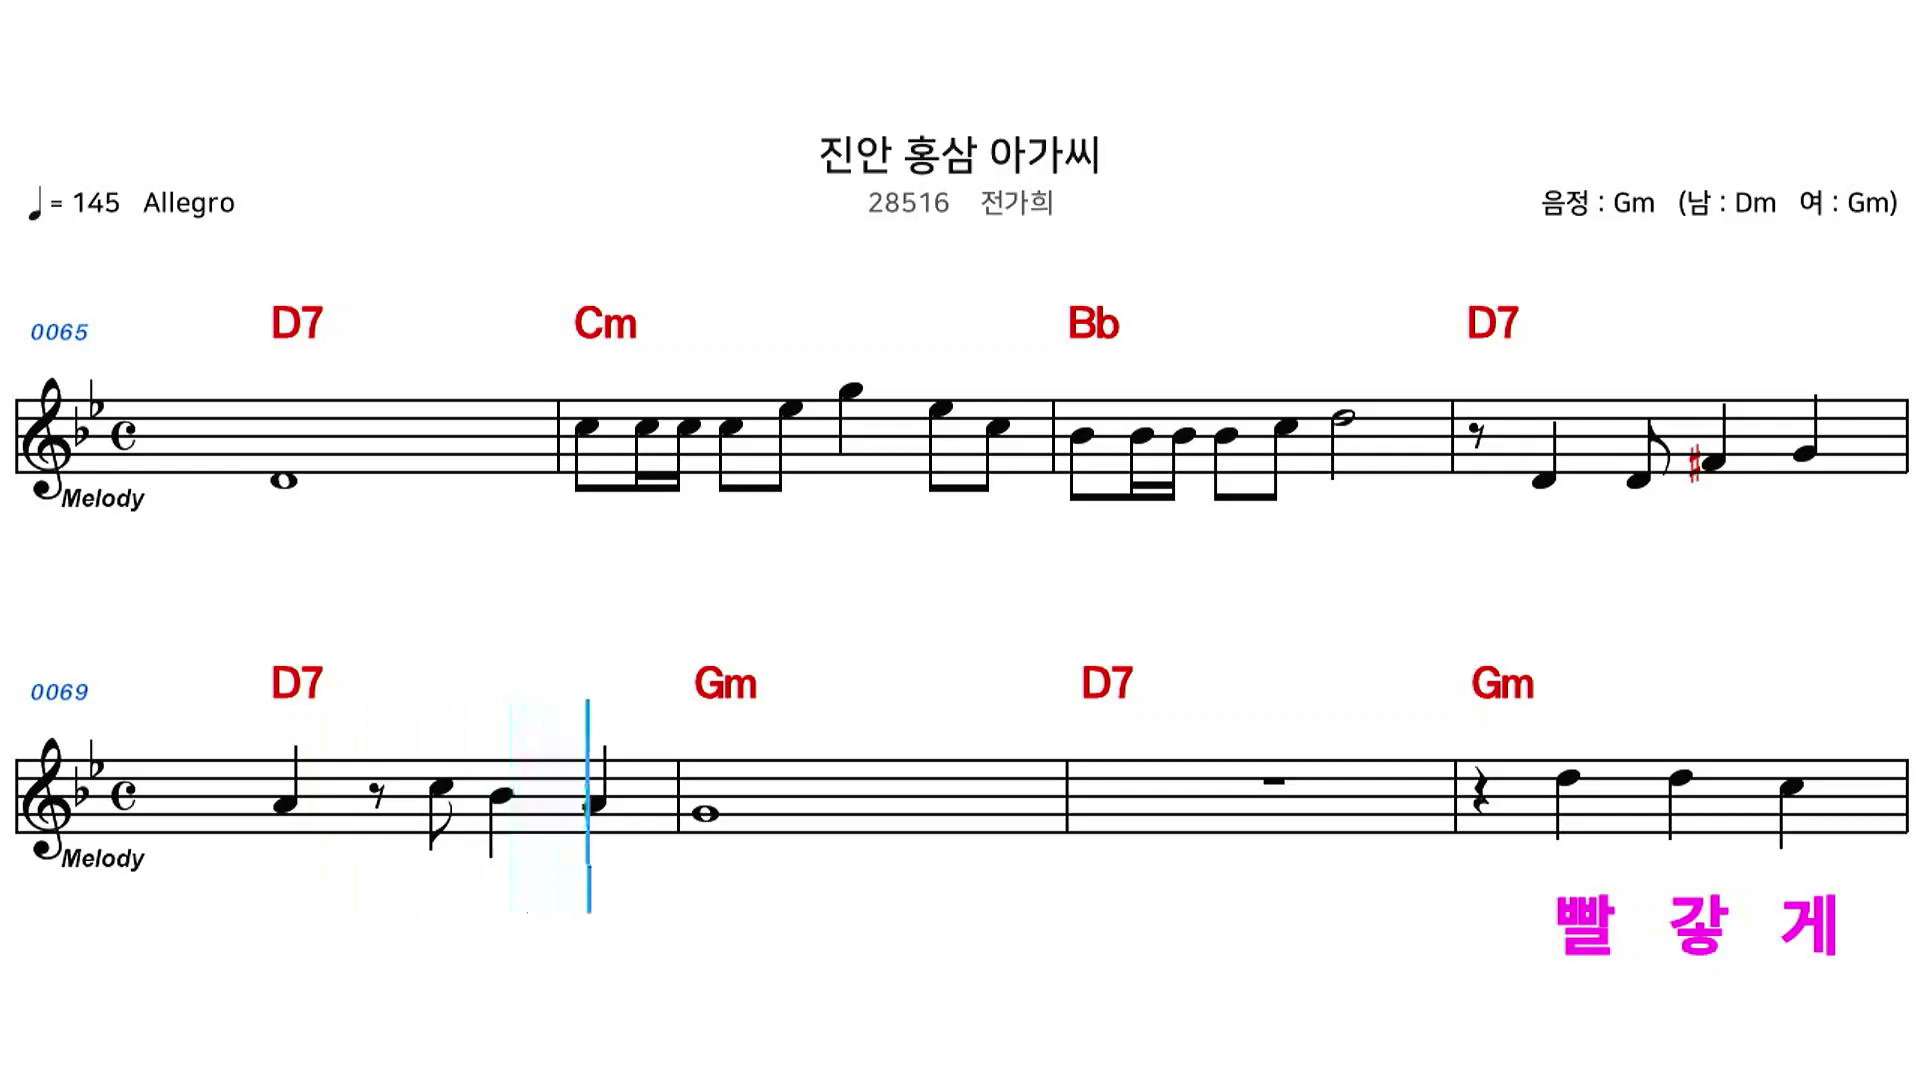 진안 홍삼 아가씨
= 145 Allegro
28516 전가희
음정 : Gm (남 : Dm 여 : Gm)
0065 D7 Cm Bb D7
Melody
0069 D7 Gm D7 Gm
Melody
빨 갛 게